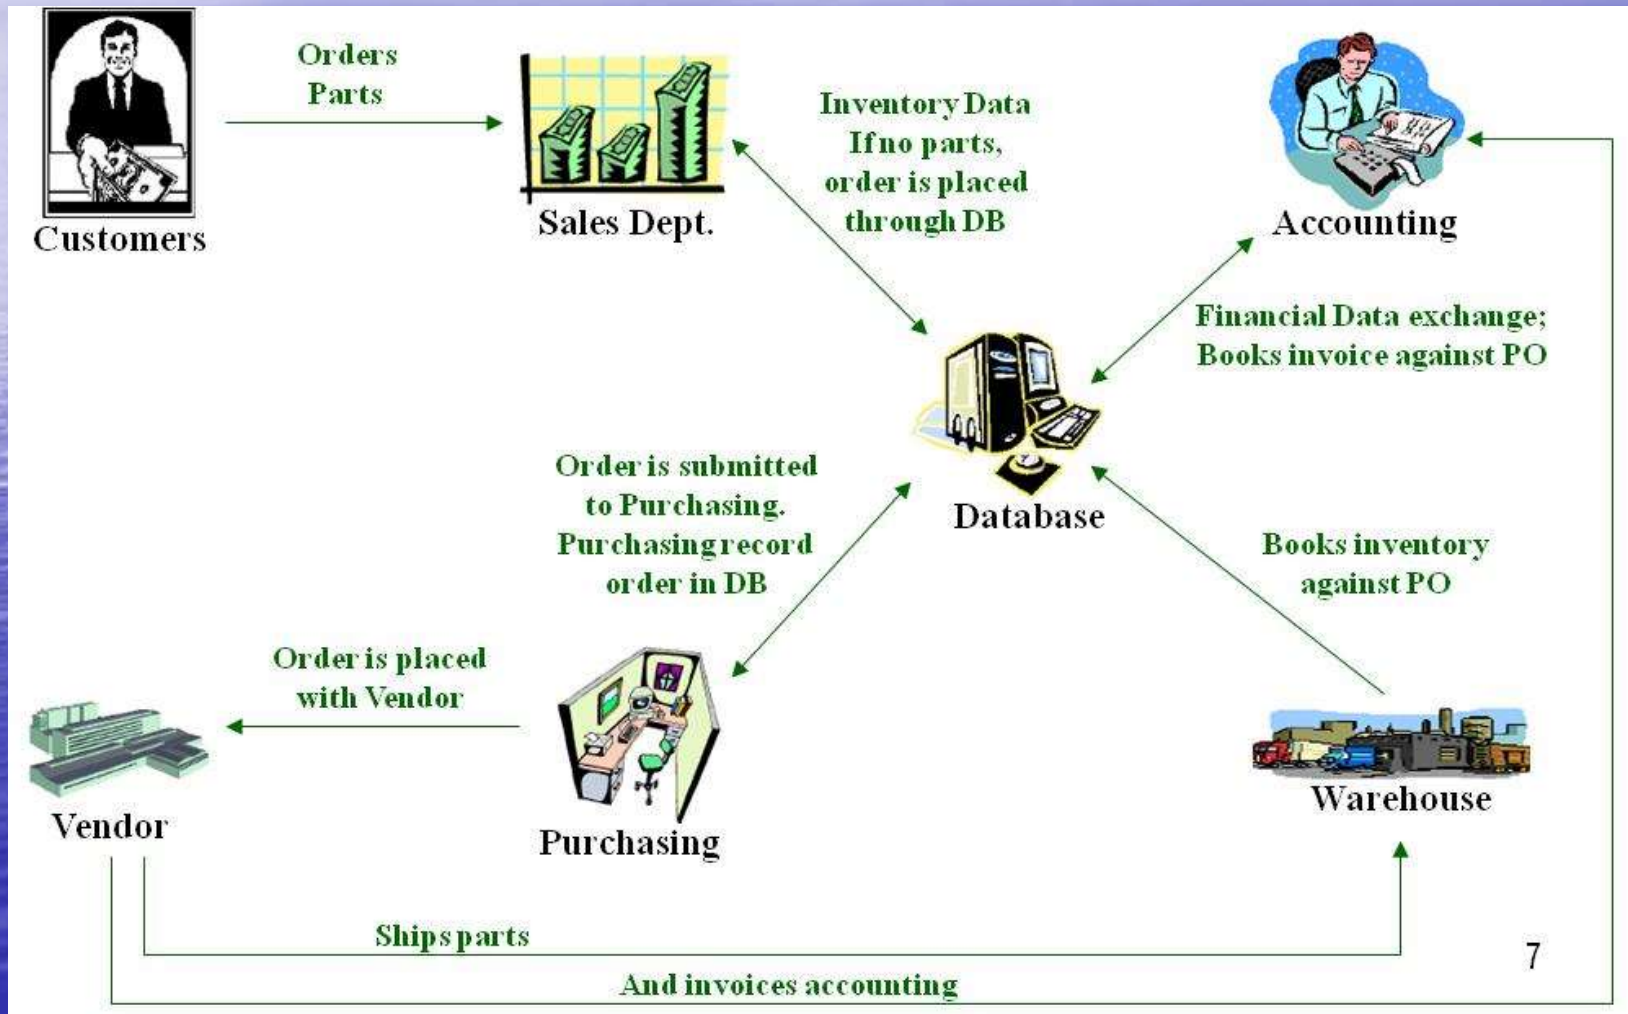 Orders
Parts
Customers
Sales Dept.
Inventory Data
If no parts,
order is placed
through DB
Accounting
Financial Data exchange;
Books invoice against PO
Database
Order is submitted
to Purchasing.
Purchasing record
order in DB
Books inventory
against PO
Order is placed
with Vendor
Vendor
Purchasing
Warehouse
Ships parts
And invoices accounting
7